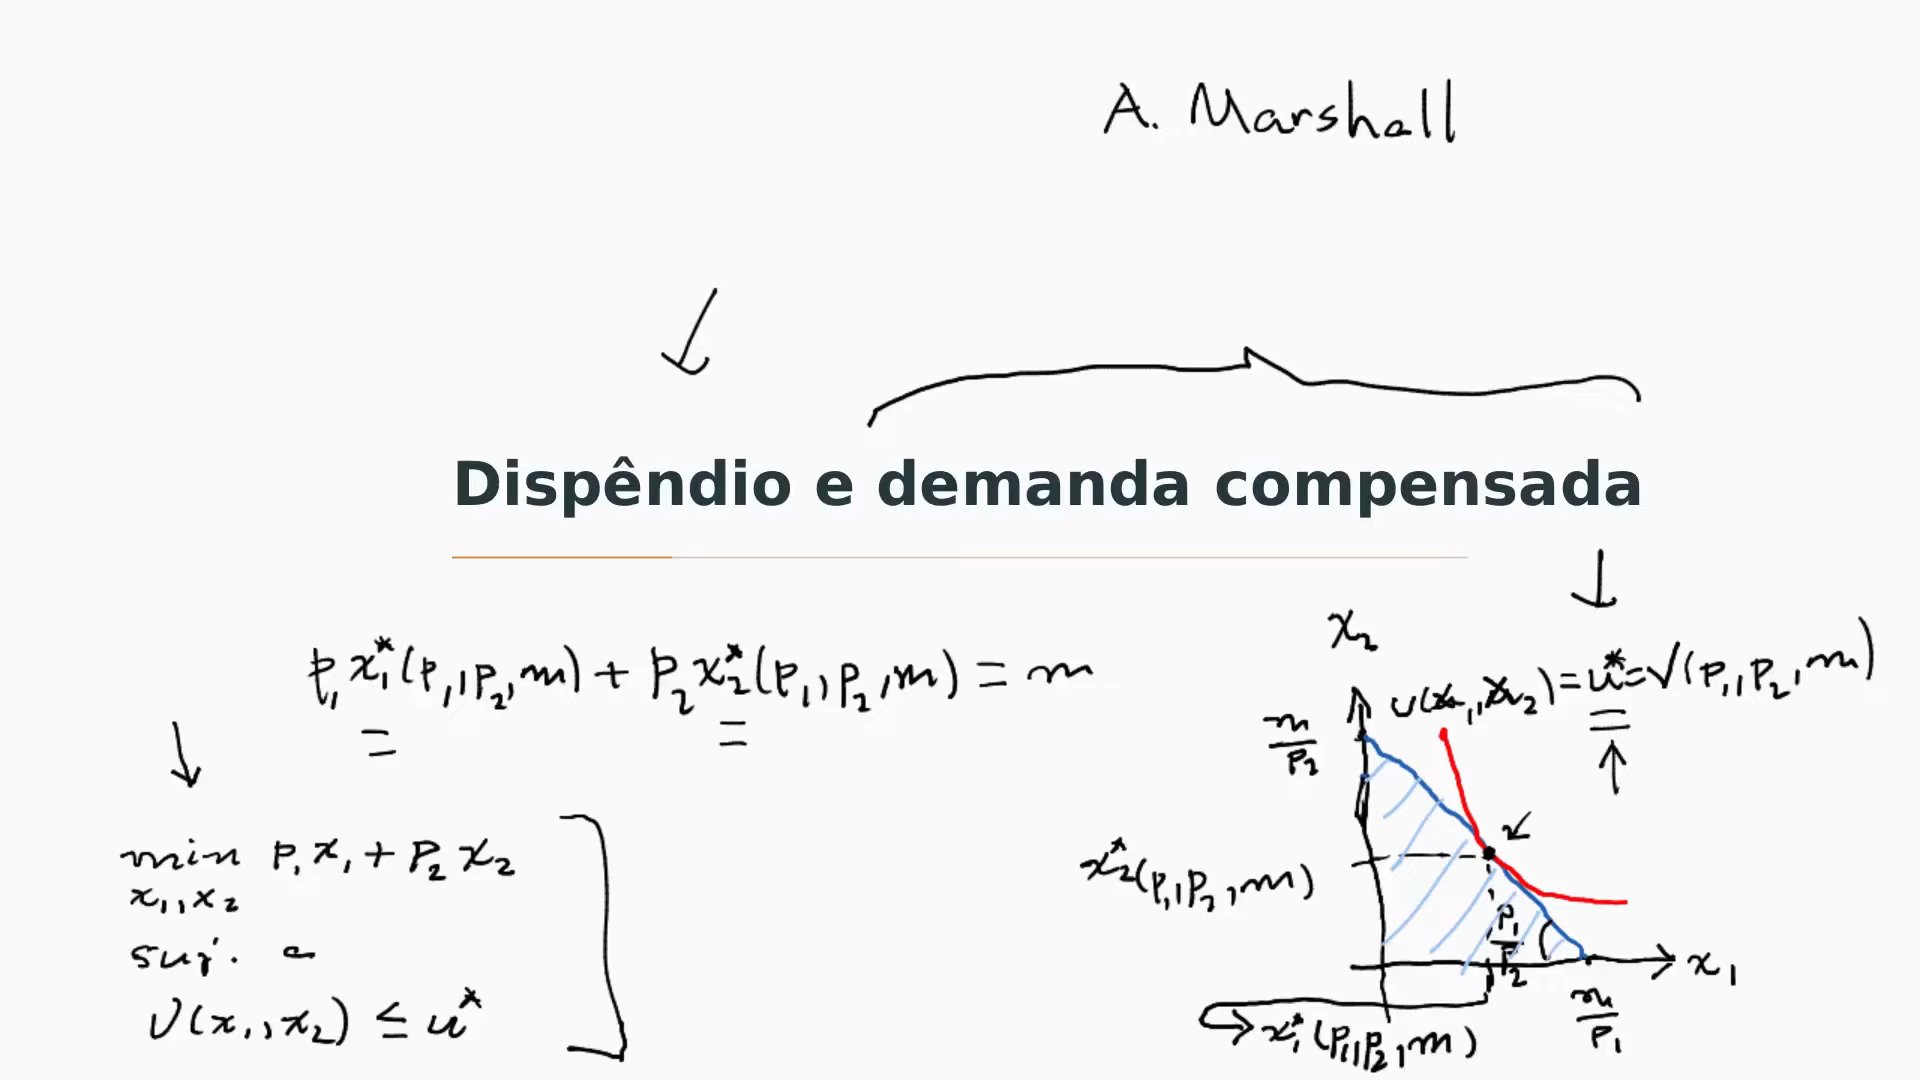 A. Marshall
Dispêndio e demanda compensada
p₁x₁*(p₁,p₂,m) + p₂x₂*(p₁,p₂,m) = m
min p₁x₁ + p₂x₂
x₁,x₂
suj. a
U(x₁,x₂) ≤ u*
x₂
U(x₁,x₂) = u* = V(p₁,p₂,m)
m/p₂
x₂*(p₁,p₂,m)
p₁/p₂
x₁
m/p₁
x₁*(p₁,p₂,m)